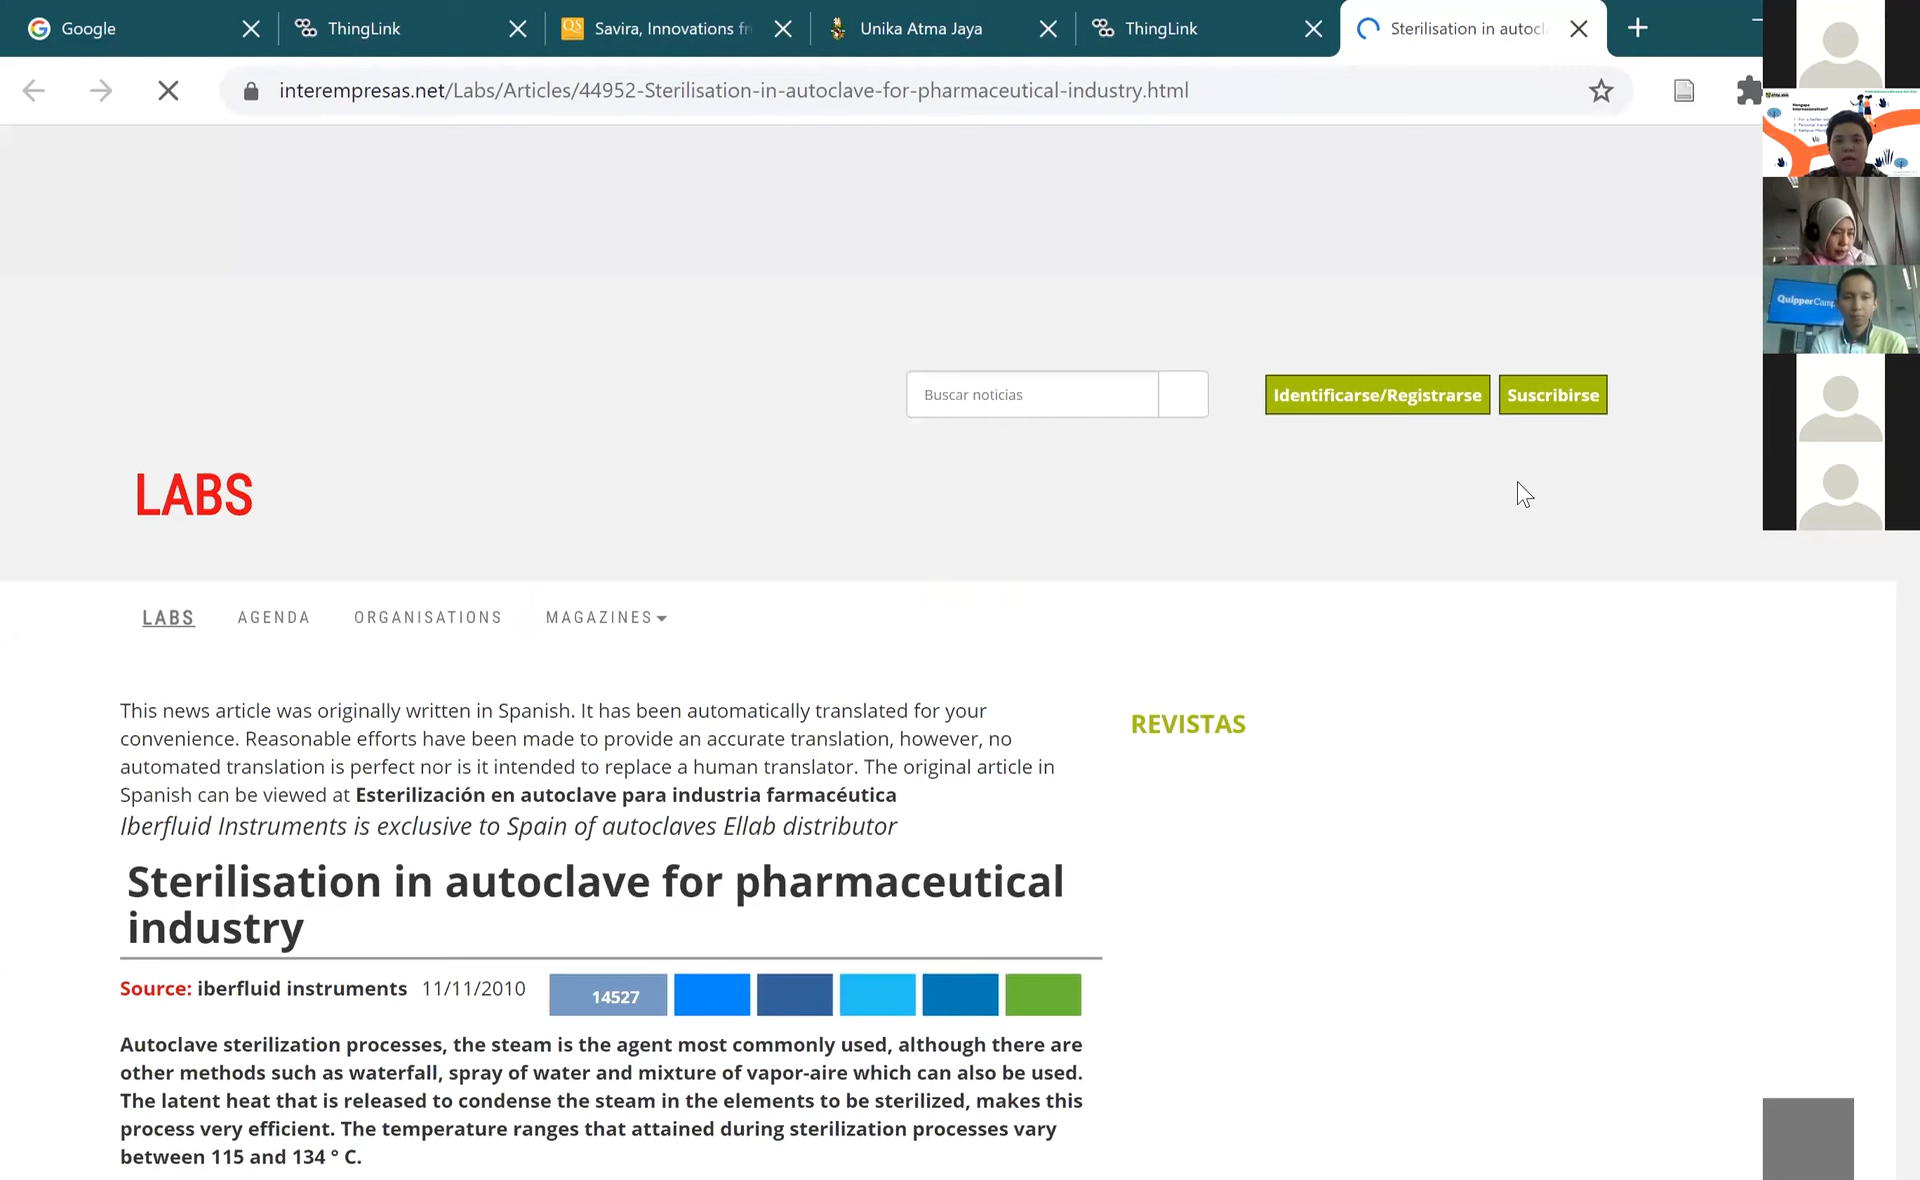 Google
ThingLink
QS
Savira, Innovations fr
Unika Atma Jaya
ThingLink
Sterilisation in autocl
interempresas.net/Labs/Articles/44952-Sterilisation-in-autoclave-for-pharmaceutical-industry.html
QuipperCamp
Buscar noticias
Identificarse/Registrarse
Suscribirse
LABS
LABS
AGENDA
ORGANISATIONS
MAGAZINES
This news article was originally written in Spanish. It has been automatically translated for your
convenience. Reasonable efforts have been made to provide an accurate translation, however, no
automated translation is perfect nor is it intended to replace a human translator. The original article in
Spanish can be viewed at Esterilización en autoclave para industria farmacéutica
Iberfluid Instruments is exclusive to Spain of autoclaves Ellab distributor
REVISTAS
Sterilisation in autoclave for pharmaceutical
industry
Source: iberfluid instruments 11/11/2010
14527
Autoclave sterilization processes, the steam is the agent most commonly used, although there are
other methods such as waterfall, spray of water and mixture of vapor-aire which can also be used.
The latent heat that is released to condense the steam in the elements to be sterilized, makes this
process very efficient. The temperature ranges that attained during sterilization processes vary
between 115 and 134 ° C.